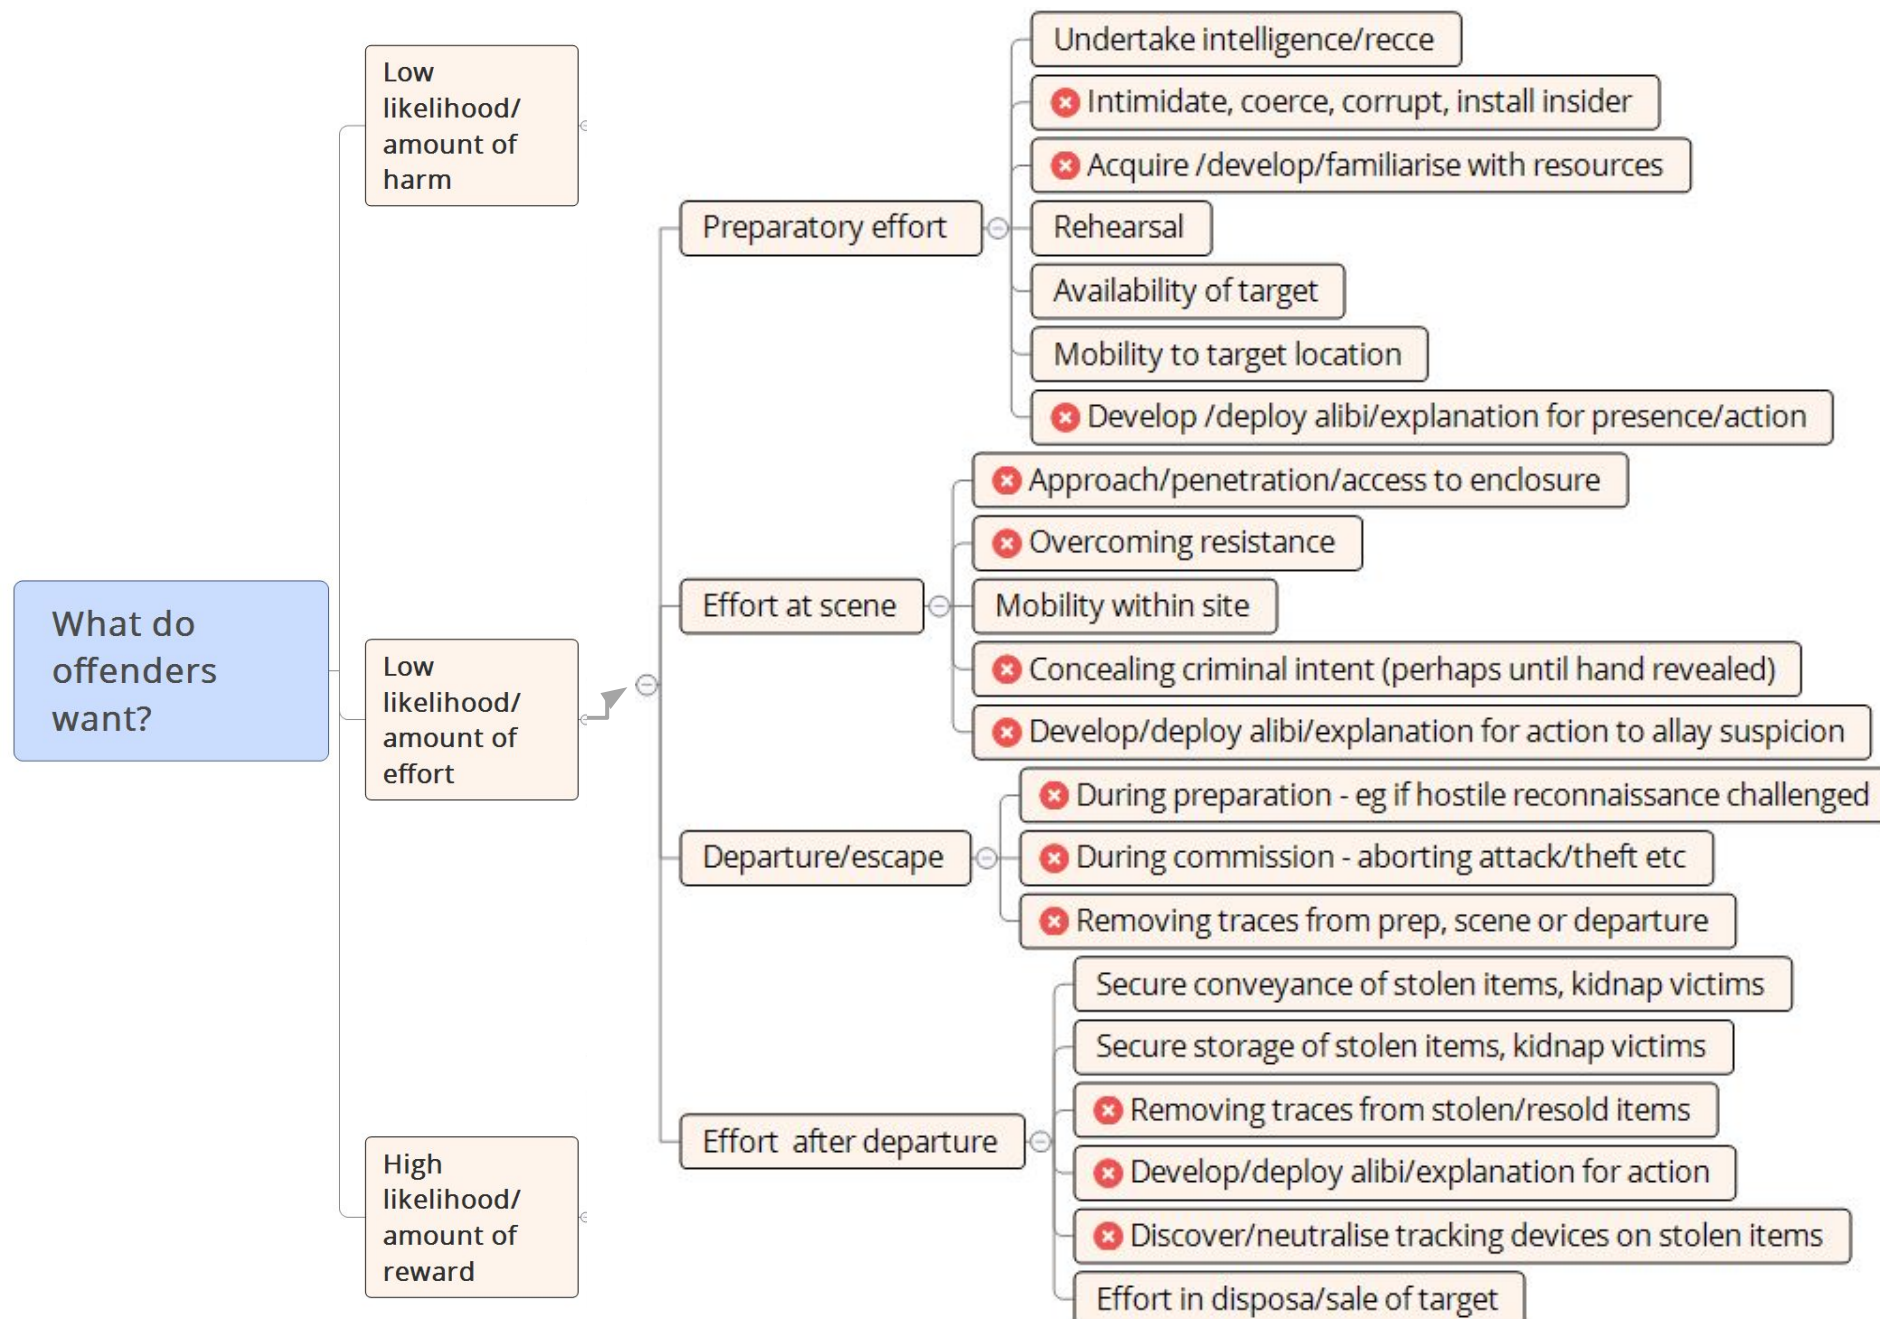 What do
offenders
want?
Low
likelihood/
amount of
harm
Low
likelihood/
amount of
effort
High
likelihood/
amount of
reward
Preparatory effort
Undertake intelligence/recce
Intimidate, coerce, corrupt, install insider
Acquire /develop/familiarise with resources
Rehearsal
Availability of target
Mobility to target location
Develop /deploy alibi/explanation for presence/action
Effort at scene
Approach/penetration/access to enclosure
Overcoming resistance
Mobility within site
Concealing criminal intent (perhaps until hand revealed)
Develop/deploy alibi/explanation for action to allay suspicion
Departure/escape
During preparation - eg if hostile reconnaissance challenged
During commission - aborting attack/theft etc
Removing traces from prep, scene or departure
Effort after departure
Secure conveyance of stolen items, kidnap victims
Secure storage of stolen items, kidnap victims
Removing traces from stolen/resold items
Develop/deploy alibi/explanation for action
Discover/neutralise tracking devices on stolen items
Effort in disposa/sale of target